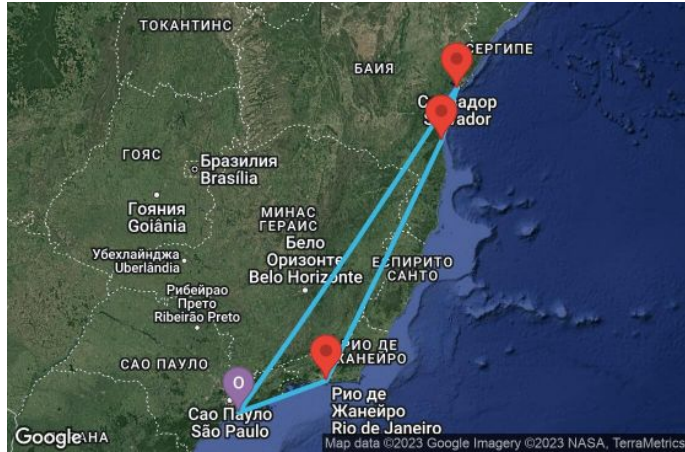 ТОКАНТИНС
СЕРГИПЕ
БАИЯ
Salvador
ГОЯС
Бразилия
Brasília
Гояния
Goiânia
МИНАС
ГЕРАИС
Бело
Оризонте
Belo Horizonte
Убехлайнджа
Uberlândia
ЕСПИРИТО
САНТО
Рибейрао
Прето
Ribeirão Preto
РИО ДЕ
ЖАНЕЙРО
САО ПАУЛО
O
Сао Пауло
São Paulo
Рио де
Жанейро
Rio de Janeiro
Google
Map data ©2023 Google Imagery ©2023 NASA, TerraMetrics